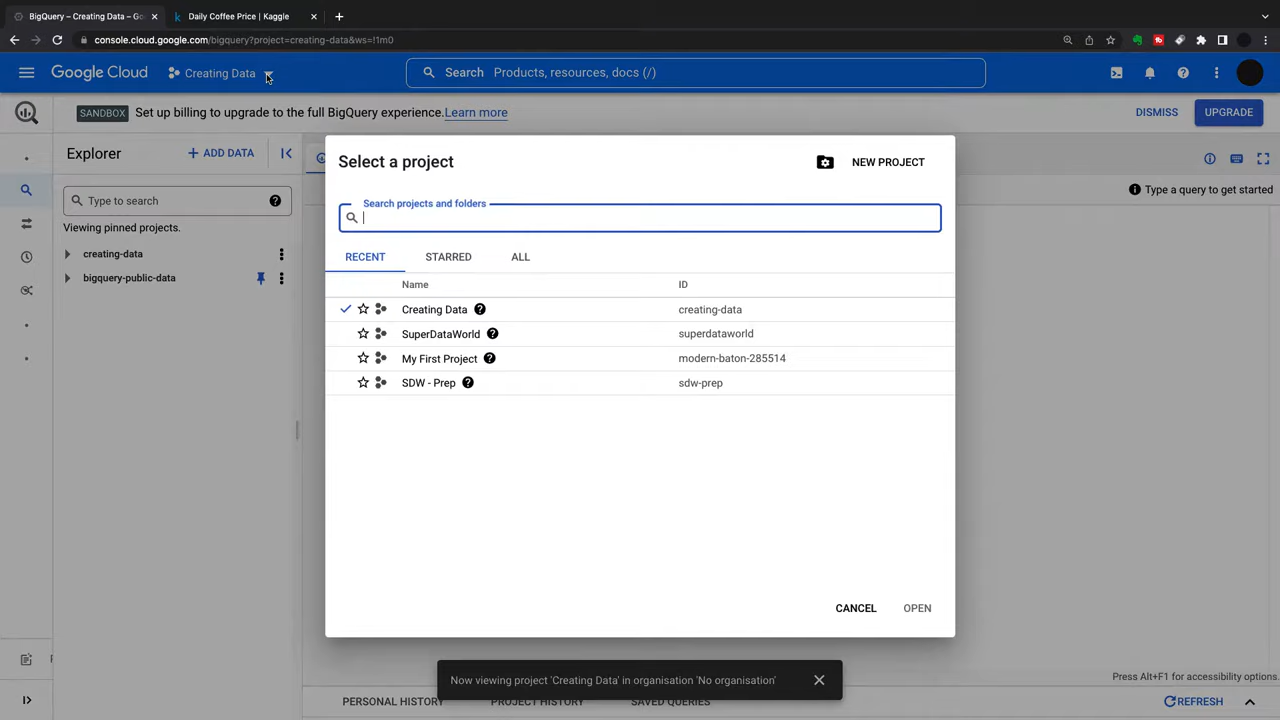 BigQuery – Creating Data – Go
Daily Coffee Price | Kaggle
console.cloud.google.com/bigquery?project=creating-data&ws=!1m0
Google Cloud
Creating Data
Search Products, resources, docs (/)
SANDBOX Set up billing to upgrade to the full BigQuery experience. Learn more
DISMISS
UPGRADE
Explorer
+ ADD DATA
Type to search
Viewing pinned projects.
creating-data
bigquery-public-data
Type a query to get started
Select a project
NEW PROJECT
Search projects and folders
RECENT STARRED ALL
Name ID
Creating Data creating-data
SuperDataWorld superdataworld
My First Project modern-baton-285514
SDW - Prep sdw-prep
CANCEL OPEN
Now viewing project 'Creating Data' in organisation 'No organisation'
Press Alt+F1 for accessibility options.
PERSONAL HISTORY PROJECT HISTORY SAVED QUERIES
REFRESH